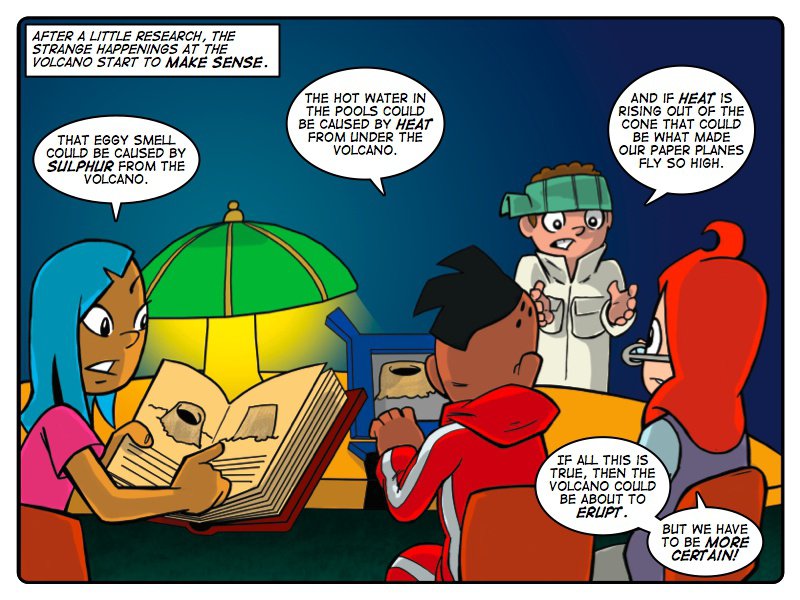 AFTER A LITTLE RESEARCH, THE
STRANGE HAPPENINGS AT THE
VOLCANO START TO MAKE SENSE.
THAT EGGY SMELL
COULD BE CAUSED BY
SULPHUR FROM THE
VOLCANO.
THE HOT WATER IN
THE POOLS COULD
BE CAUSED BY HEAT
FROM UNDER THE
VOLCANO.
AND IF HEAT IS
RISING OUT OF THE
CONE THAT COULD
BE WHAT MADE
OUR PAPER PLANES
FLY SO HIGH.
IF ALL THIS IS
TRUE, THEN THE
VOLCANO COULD
BE ABOUT TO
ERUPT.
BUT WE HAVE
TO BE MORE
CERTAIN!